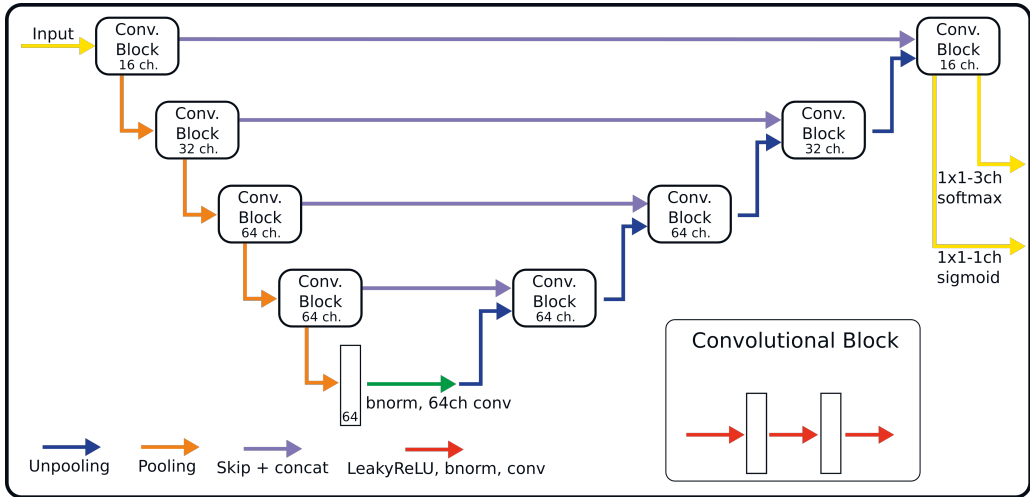 Input
Conv.
Block
16 ch.
Conv.
Block
16 ch.
Conv.
Block
32 ch.
Conv.
Block
32 ch.
1x1-3ch
softmax
Conv.
Block
64 ch.
Conv.
Block
64 ch.
1x1-1ch
sigmoid
Conv.
Block
64 ch.
Conv.
Block
64 ch.
Convolutional Block
64
bnorm, 64ch conv
Unpooling
Pooling
Skip + concat
LeakyReLU, bnorm, conv